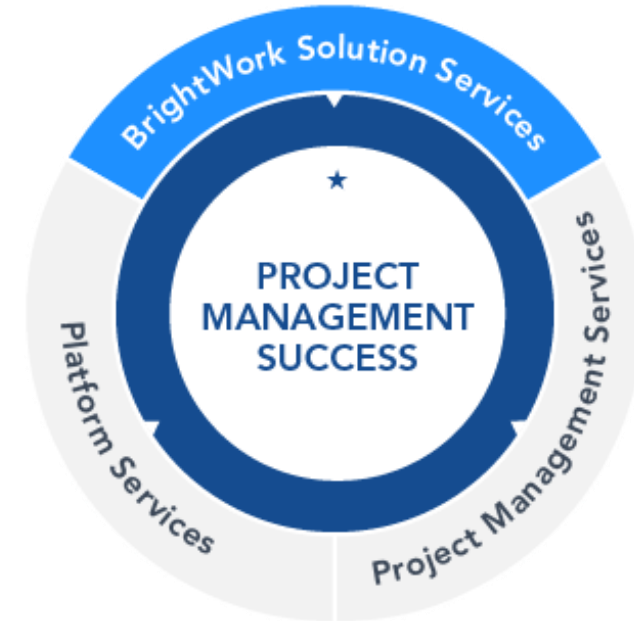 BrightWork Solution Services
PROJECT
MANAGEMENT
SUCCESS
Platform Services
Project Management Services